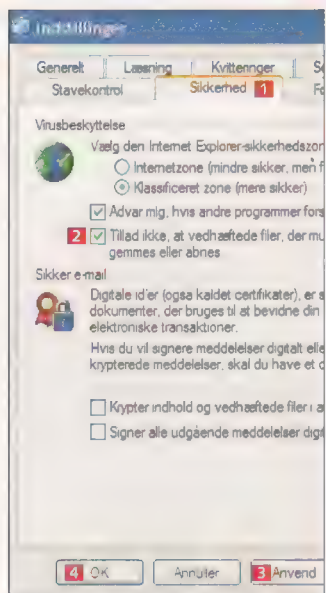 Indstillinger
Generelt Læsning Kvitteringer S
Stavekontrol Sikkerhed 1 Fo
Virusbeskyttelse
Vælg den Internet Explorer-sikkerhedszor
Internetzone (mindre sikker, men f
Klassificeret zone (mere sikker)
Advar mig, hvis andre programmer fors
2 Tillad ikke, at vedhæftede filer, der mu
gemmes eller åbnes
Sikker e-mail
Digitale id'er (også kaldet certifikater), er s
dokumenter, der bruges til at bevidne din
elektroniske transaktioner.
Hvis du vil signere meddelelser digitalt elle
krypterede meddelelser, skal du have et d
Krypter indhold og vedhæftede filer i a
Signer alle udgående meddelelser digit
4 OK Annuller 3 Anvend